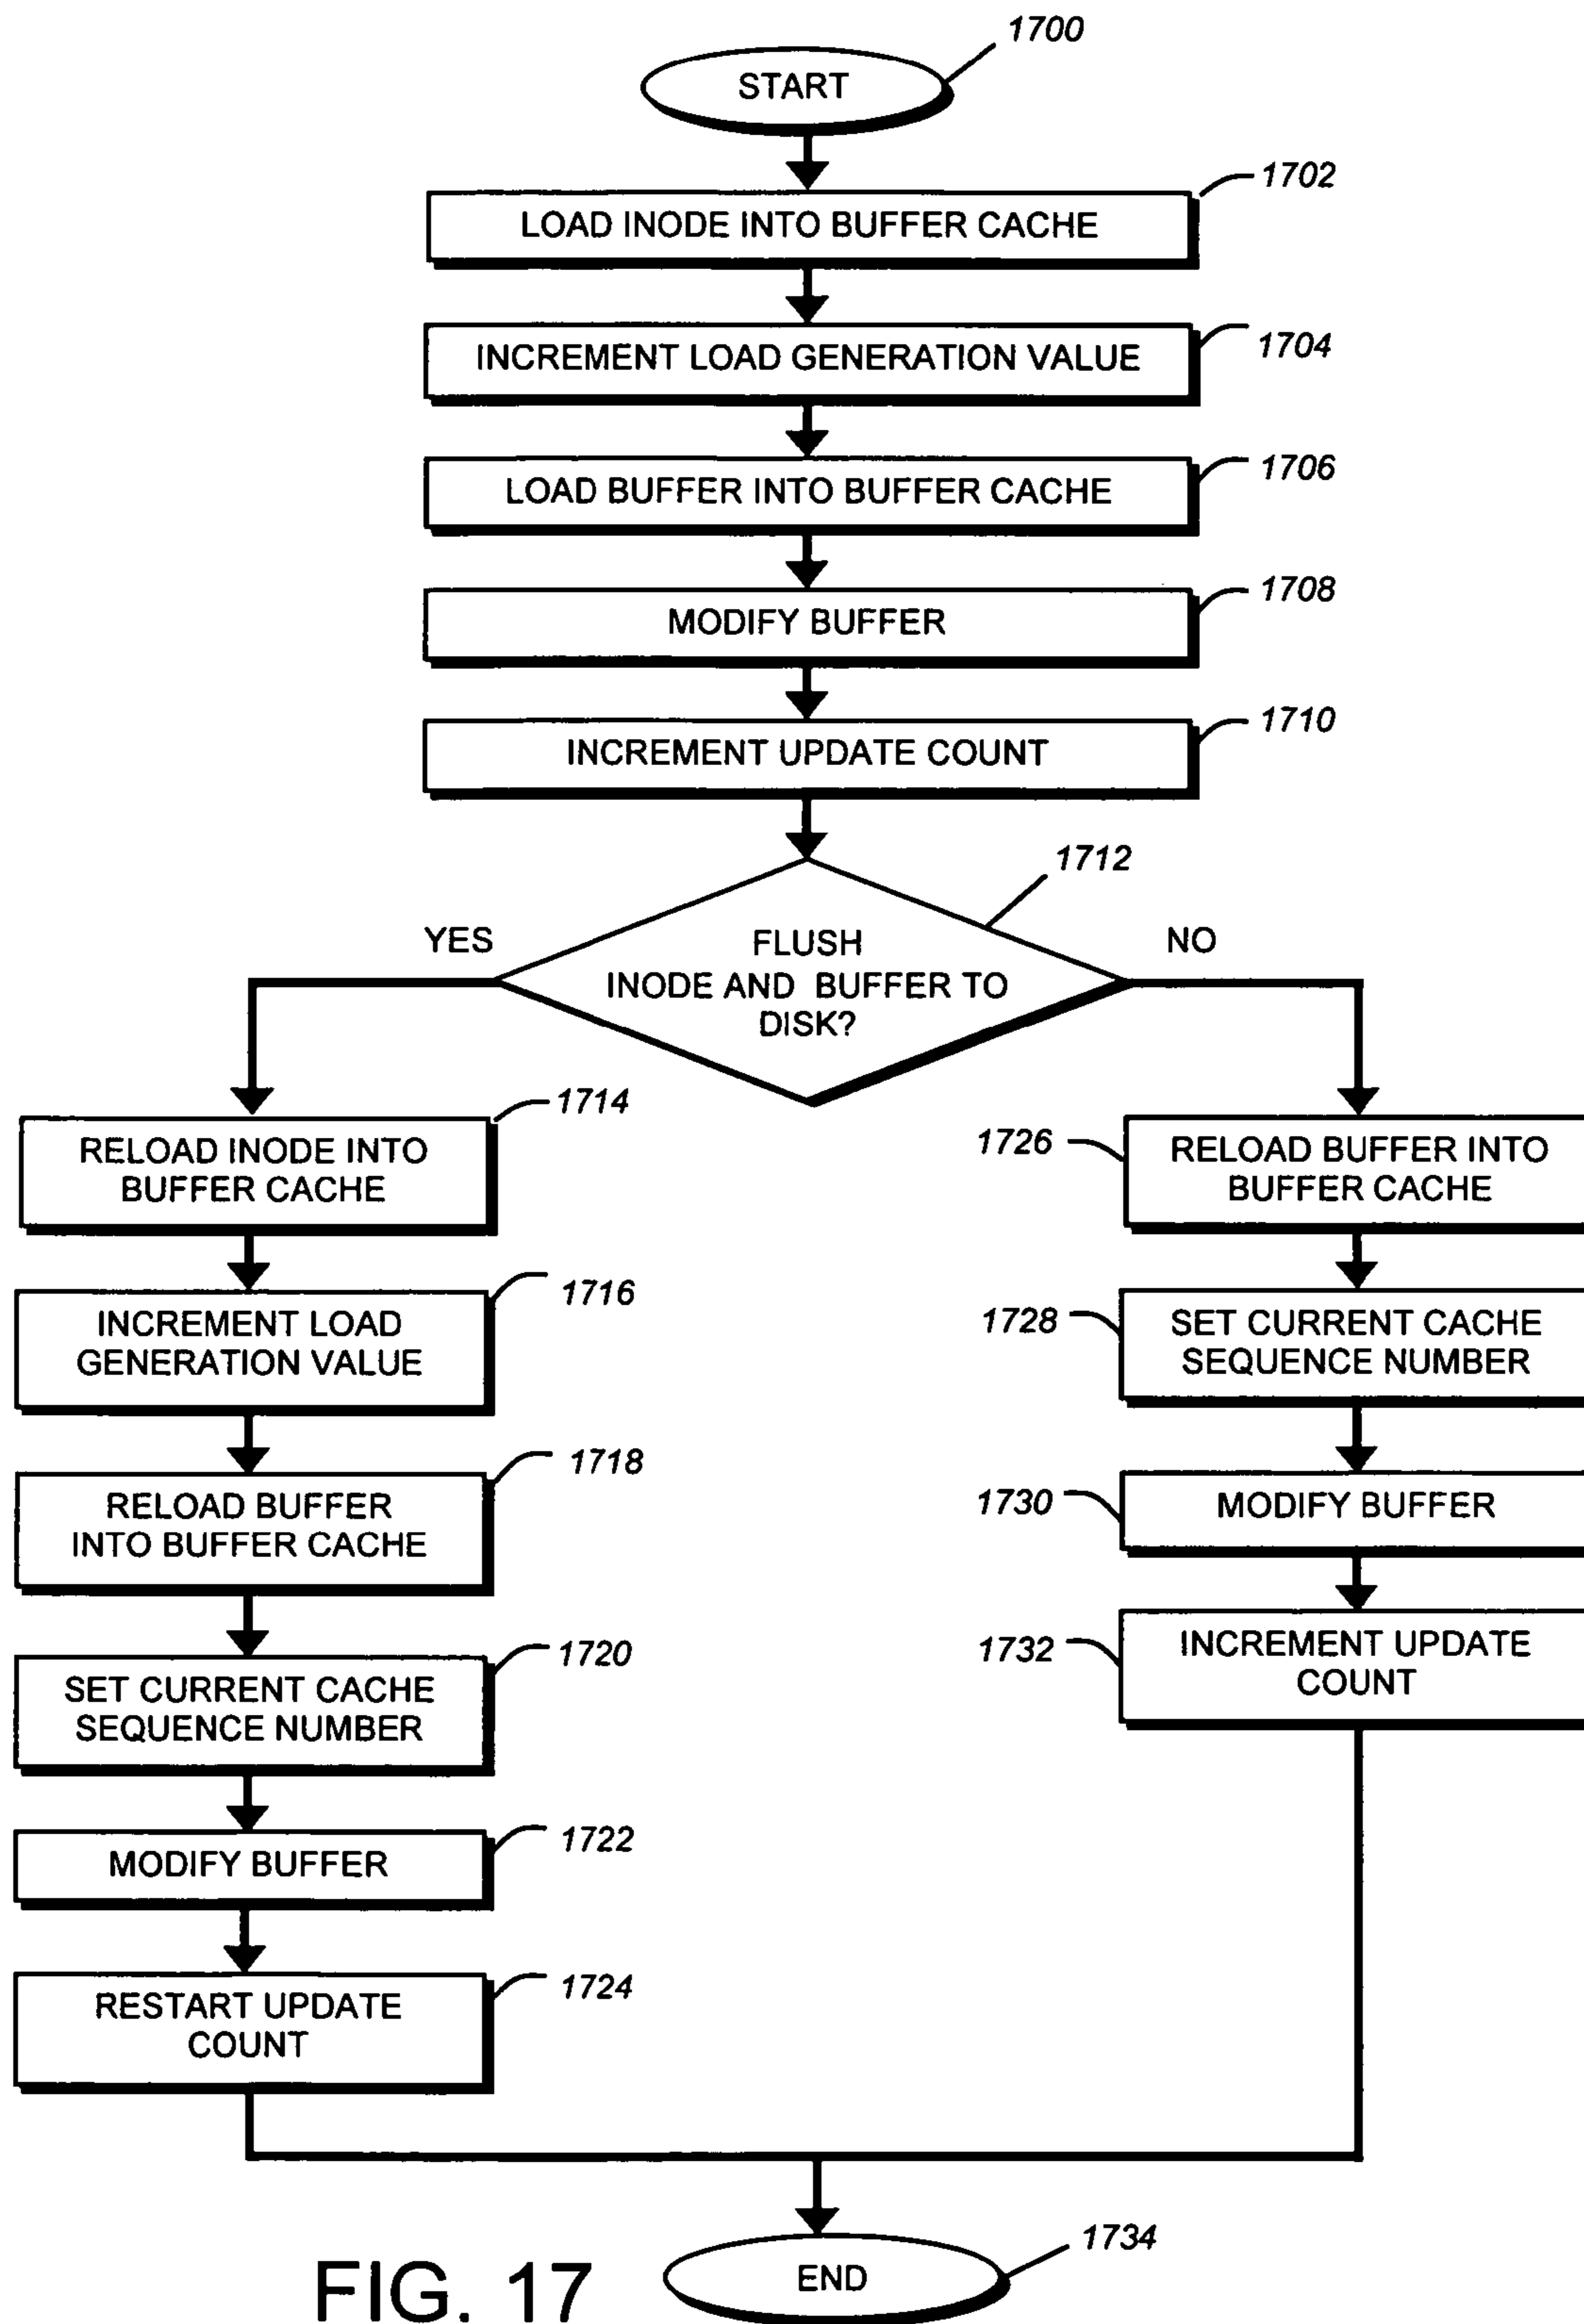 1700
START
1702
LOAD INODE INTO BUFFER CACHE
1704
INCREMENT LOAD GENERATION VALUE
1706
LOAD BUFFER INTO BUFFER CACHE
1708
MODIFY BUFFER
1710
INCREMENT UPDATE COUNT
1712
YES
FLUSH
INODE AND BUFFER TO
DISK?
NO
1714
RELOAD INODE INTO
BUFFER CACHE
1716
INCREMENT LOAD
GENERATION VALUE
1718
RELOAD BUFFER
INTO BUFFER CACHE
1720
SET CURRENT CACHE
SEQUENCE NUMBER
1722
MODIFY BUFFER
1724
RESTART UPDATE
COUNT
1726
RELOAD BUFFER INTO
BUFFER CACHE
1728
SET CURRENT CACHE
SEQUENCE NUMBER
1730
MODIFY BUFFER
1732
INCREMENT UPDATE
COUNT
1734
END
FIG. 17